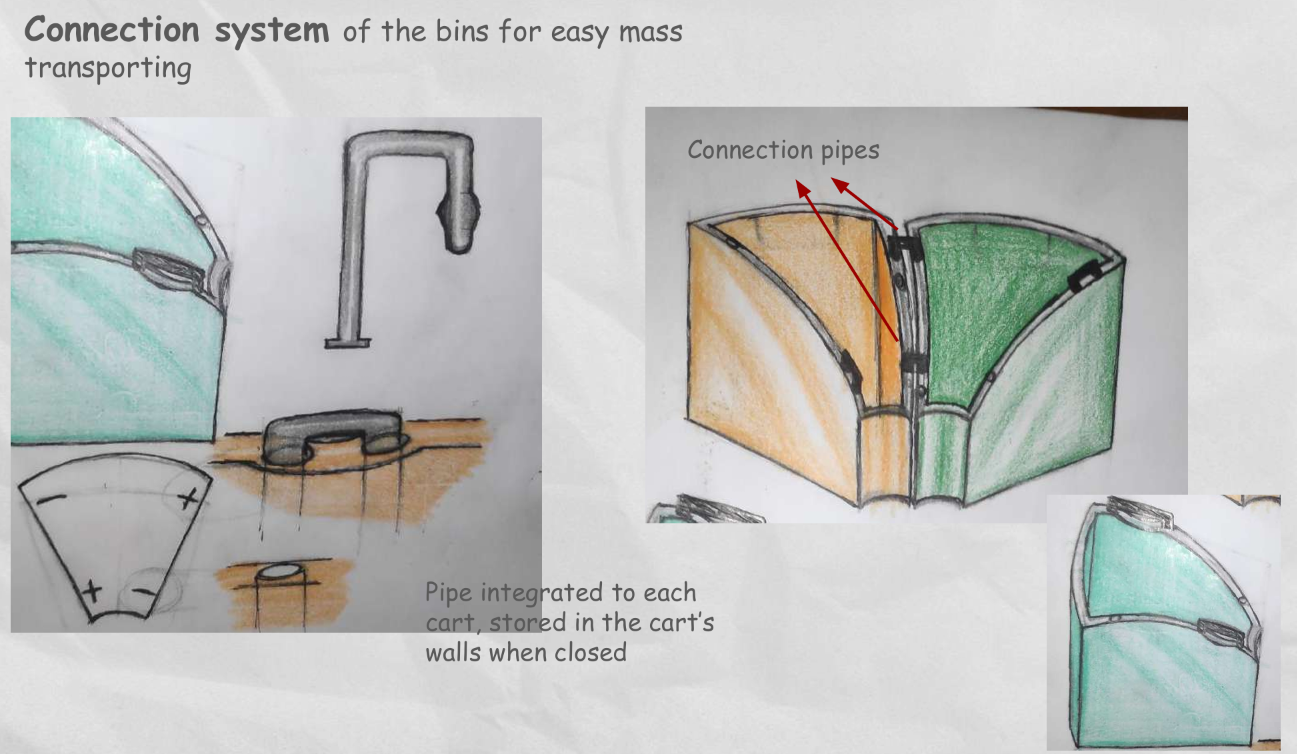 Connection system of the bins for easy mass
transporting
Connection pipes
- +
+ -
Pipe integrated to each
cart, stored in the cart's
walls when closed